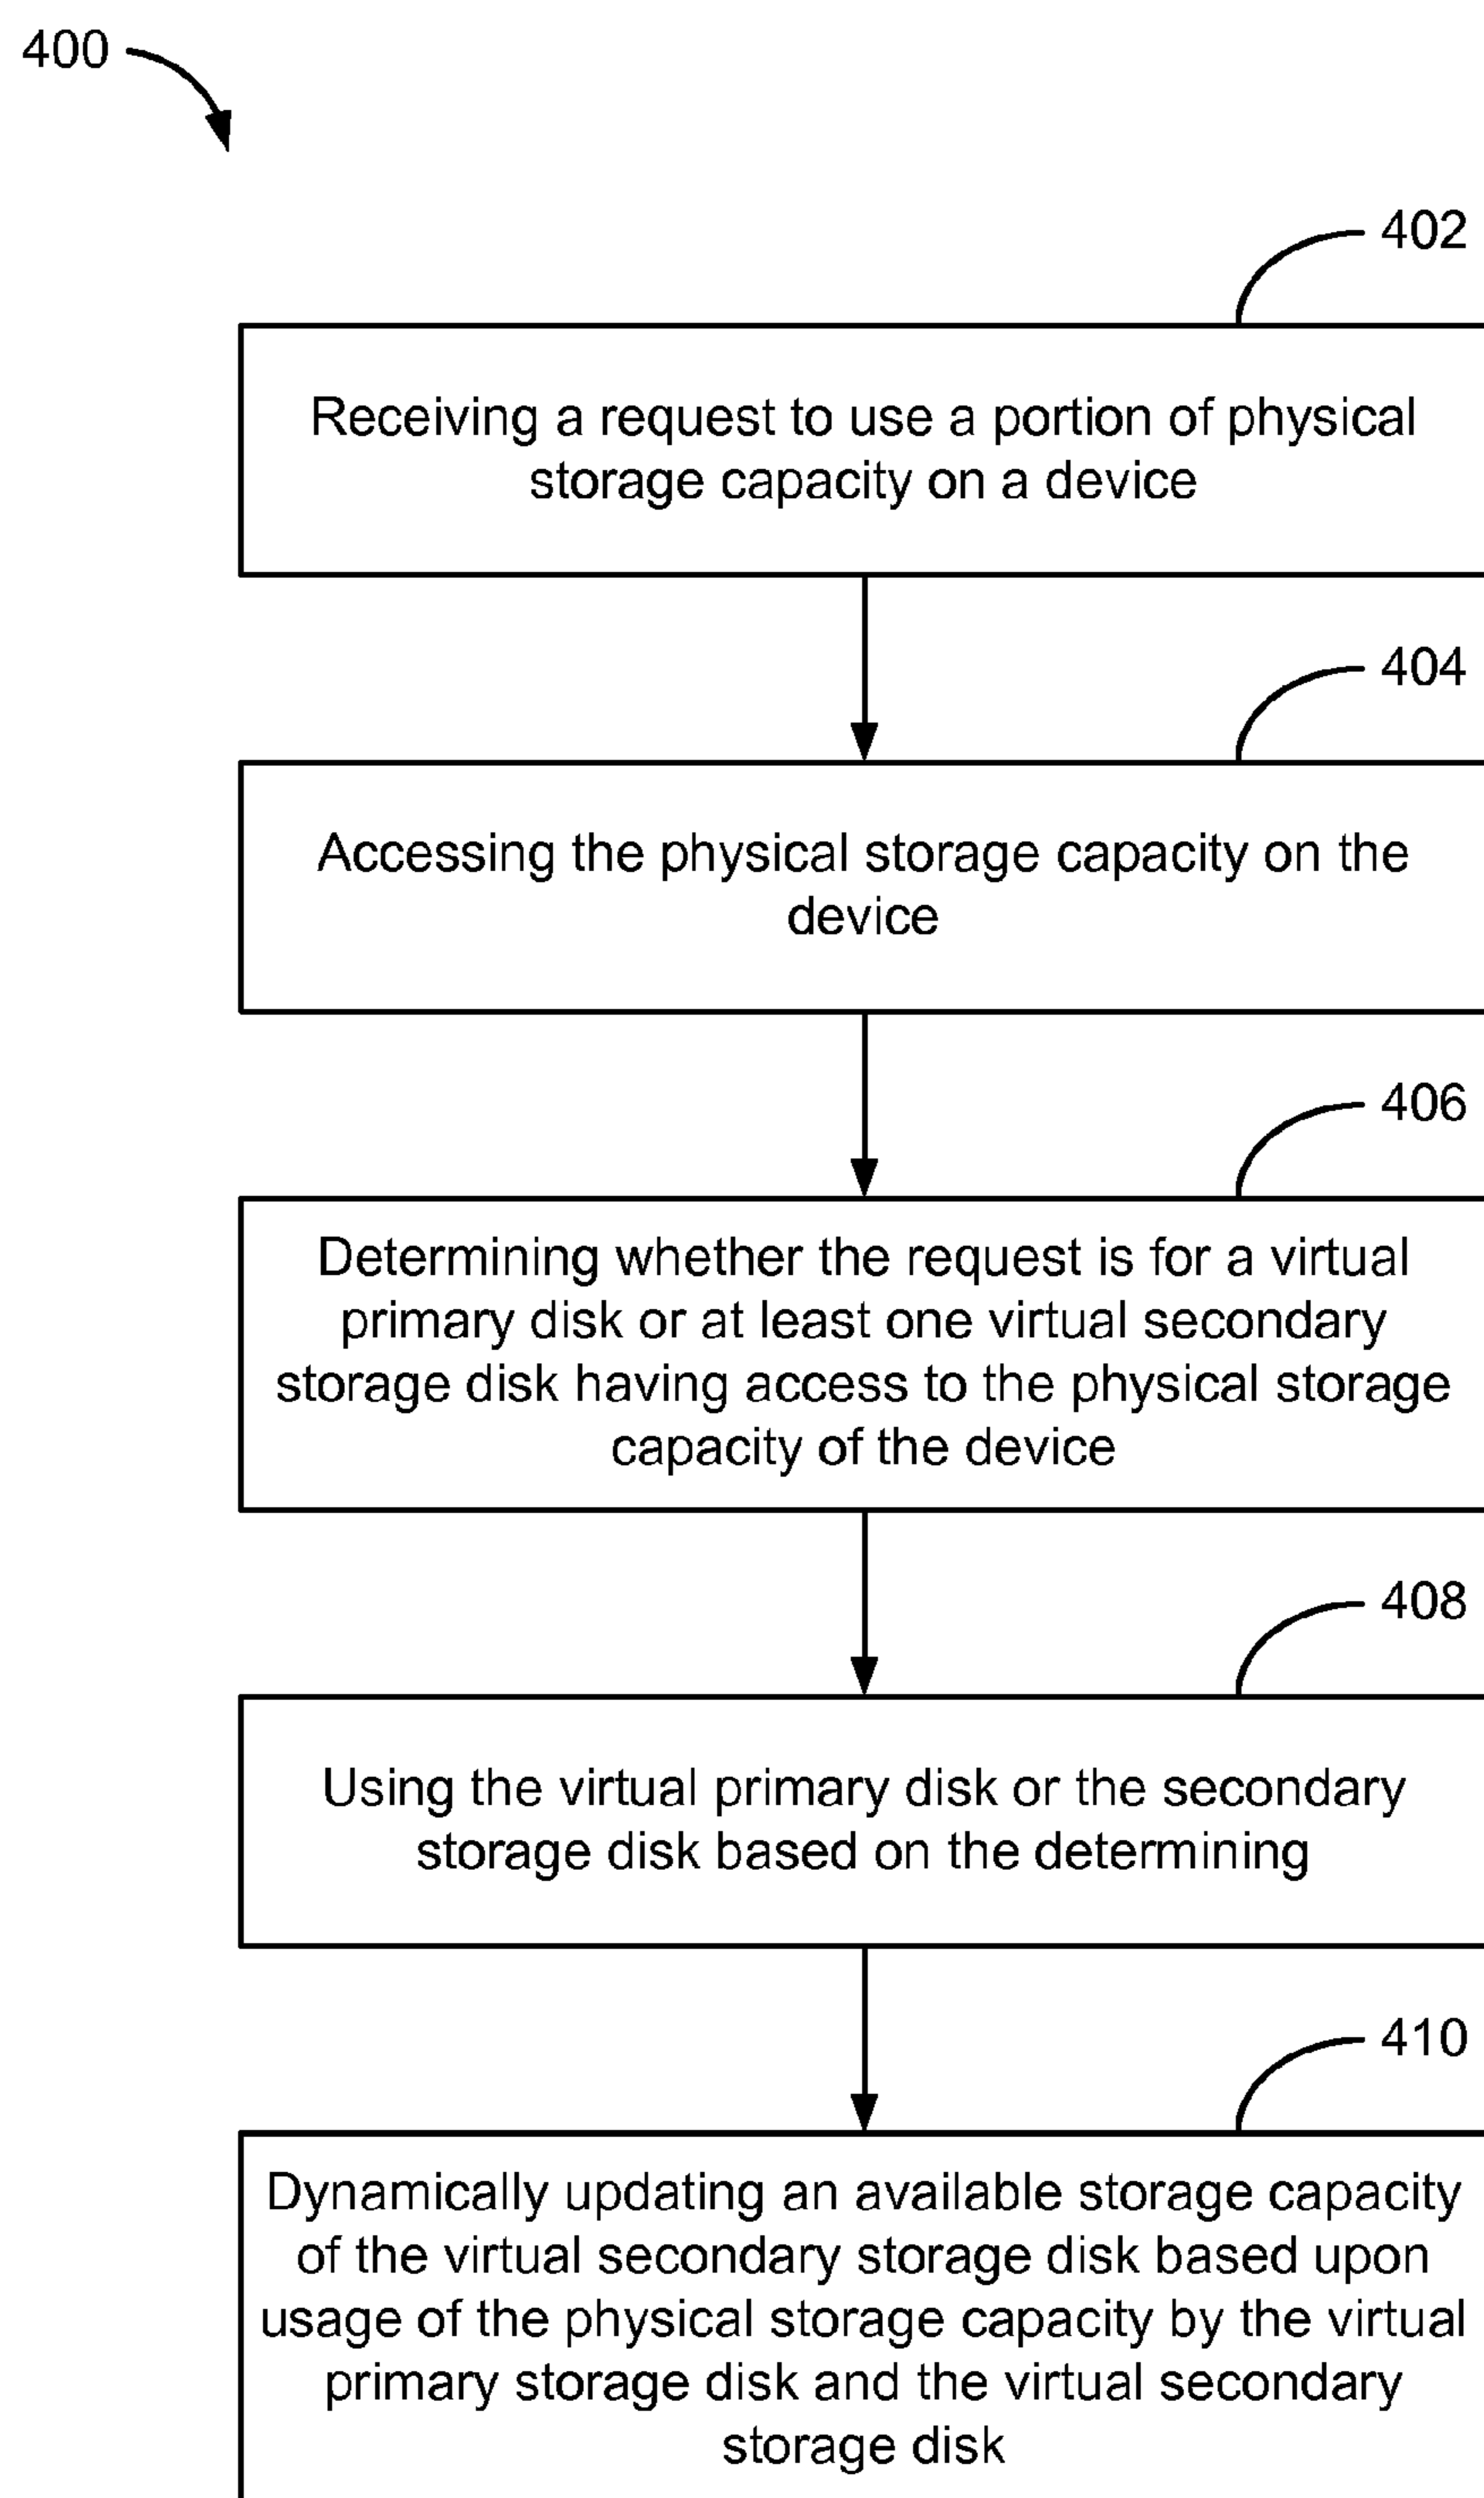 400
402
Receiving a request to use a portion of physical
storage capacity on a device
404
Accessing the physical storage capacity on the
device
406
Determining whether the request is for a virtual
primary disk or at least one virtual secondary
storage disk having access to the physical storage
capacity of the device
408
Using the virtual primary disk or the secondary
storage disk based on the determining
410
Dynamically updating an available storage capacity
of the virtual secondary storage disk based upon
usage of the physical storage capacity by the virtual
primary storage disk and the virtual secondary
storage disk